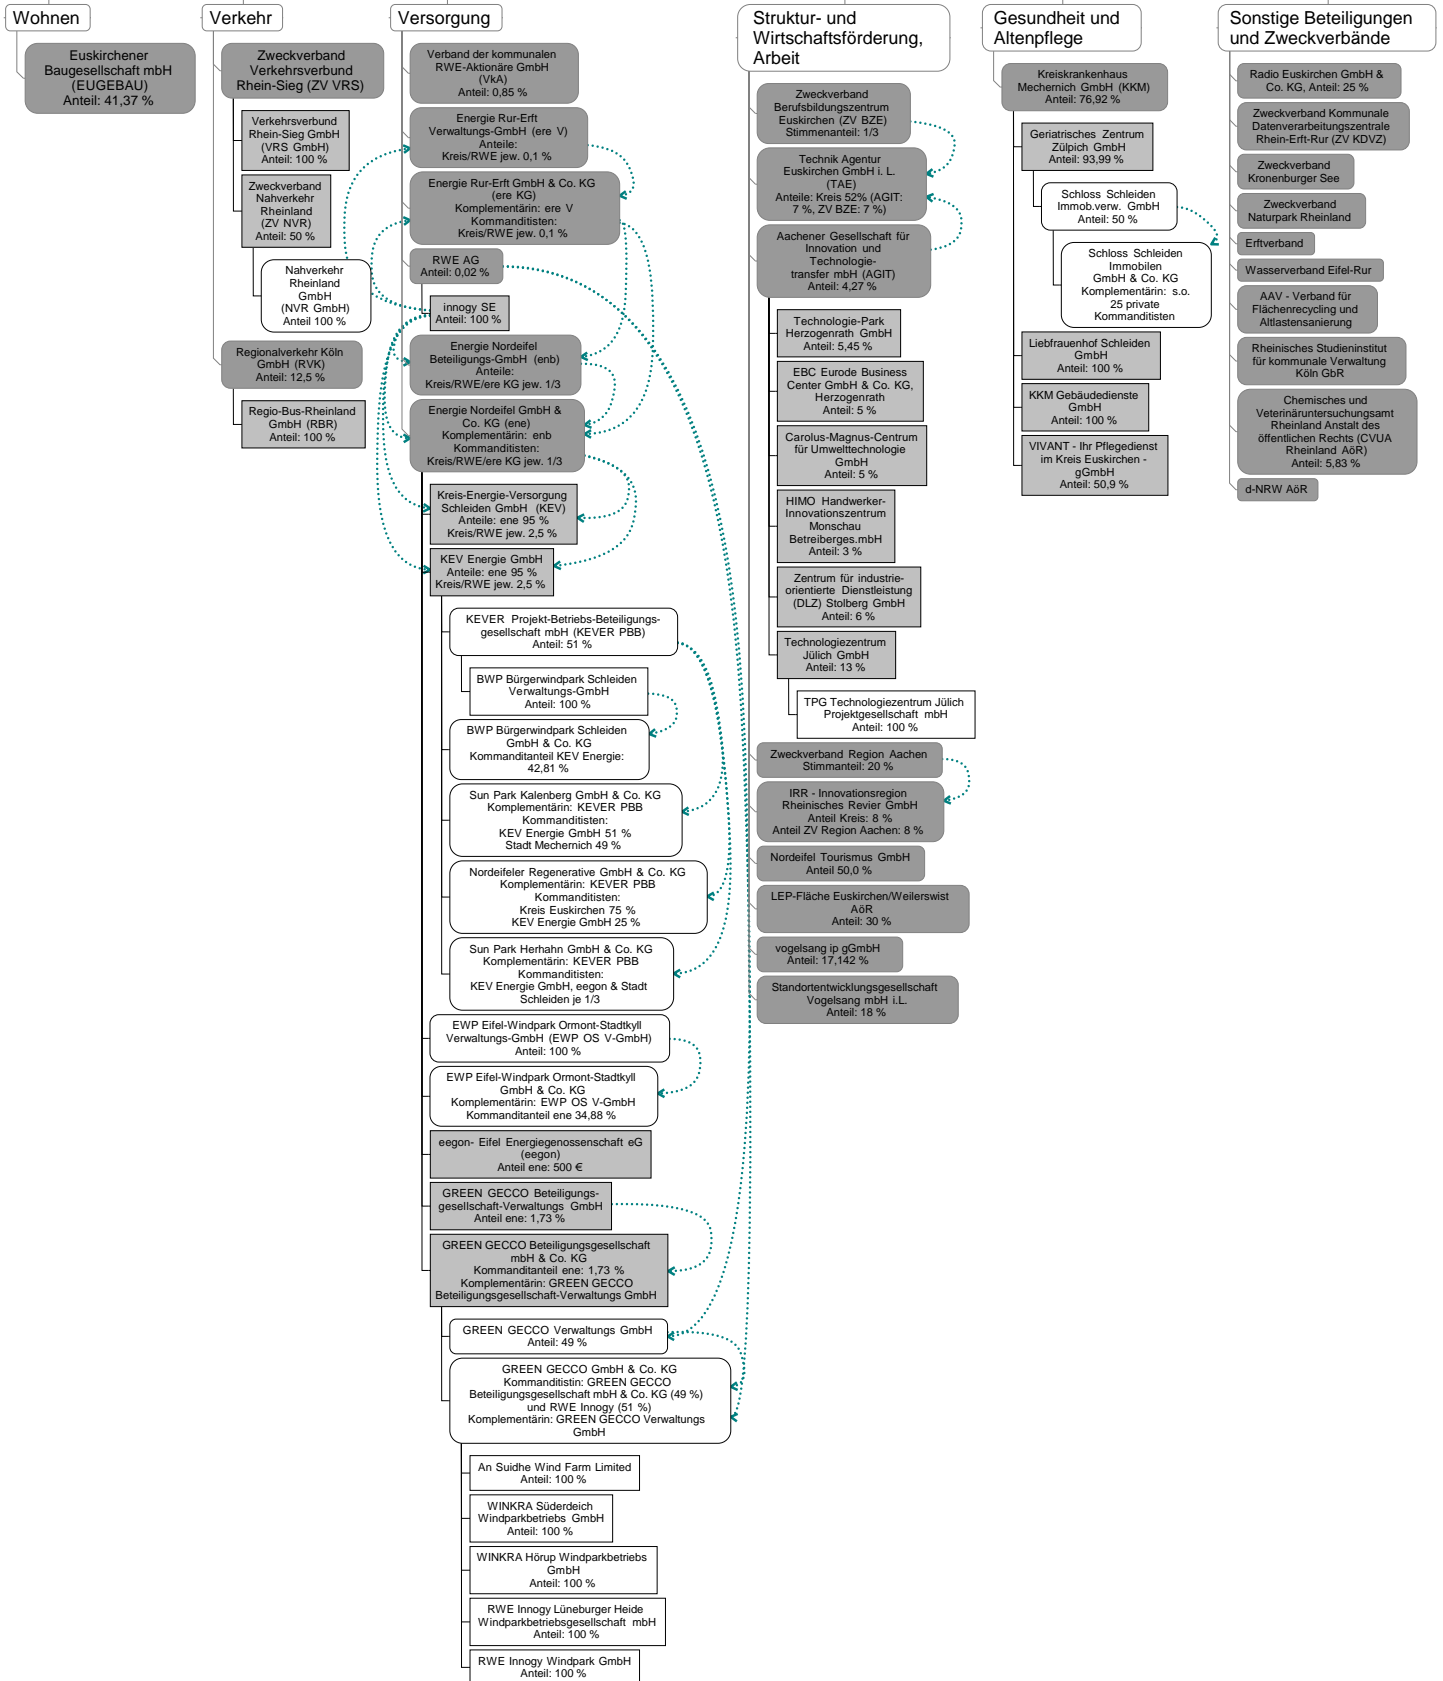 Wohnen
Euskirchener
Baugesellschaft mbH
(EUGEBAU)
Anteil: 41,37 %
Verkehr
Zweckverband
Verkehrsverbund
Rhein-Sieg (ZV VRS)
Verkehrsverbund
Rhein-Sieg GmbH
(VRS GmbH)
Anteil: 100 %
Zweckverband
Nahverkehr
Rheinland
(ZV NVR)
Anteil: 50 %
Nahverkehr
Rheinland
GmbH
(NVR GmbH)
Anteil 100 %
Regionalverkehr Köln
GmbH (RVK)
Anteil: 12,5 %
Regio-Bus-Rheinland
GmbH (RBR)
Anteil: 100 %
Versorgung
Verband der kommunalen
RWE-Aktionäre GmbH
(VkA)
Anteil: 0,85 %
Energie Rur-Erft
Verwaltungs-GmbH (ere V)
Anteile:
Kreis/RWE jew. 0,1 %
Energie Rur-Erft GmbH & Co. KG
(ere KG)
Komplementärin: ere V
Kommanditisten:
Kreis/RWE jew. 0,1 %
RWE AG
Anteil: 0,02 %
innogy SE
Anteil: 100 %
Energie Nordeifel
Beteiligungs-GmbH (enb)
Anteile:
Kreis/RWE/ere KG jew. 1/3
Energie Nordeifel GmbH &
Co. KG (ene)
Komplementärin: enb
Kommanditisten:
Kreis/RWE/ere KG jew. 1/3
Kreis-Energie-Versorgung
Schleiden GmbH (KEV)
Anteile: ene 95 %
Kreis/RWE jew. 2,5 %
KEV Energie GmbH
Anteile: ene 95 %
Kreis/RWE jew. 2,5 %
KEVER Projekt-Betriebs-Beteiligungs-
gesellschaft mbH (KEVER PBB)
Anteil: 51 %
BWP Bürgerwindpark Schleiden
Verwaltungs-GmbH
Anteil: 100 %
BWP Bürgerwindpark Schleiden
GmbH & Co. KG
Kommanditanteil KEV Energie:
42,81 %
Sun Park Kalenberg GmbH & Co. KG
Komplementärin: KEVER PBB
Kommanditisten:
KEV Energie GmbH 51 %
Stadt Mechernich 49 %
Nordeifeler Regenerative GmbH & Co. KG
Komplementärin: KEVER PBB
Kommanditisten:
Kreis Euskirchen 75 %
KEV Energie GmbH 25 %
Sun Park Herhahn GmbH & Co. KG
Komplementärin: KEVER PBB
Kommanditisten:
KEV Energie GmbH, eegon & Stadt
Schleiden je 1/3
EWP Eifel-Windpark Ormont-Stadtkyll
Verwaltungs-GmbH (EWP OS V-GmbH)
Anteil: 100 %
EWP Eifel-Windpark Ormont-Stadtkyll
GmbH & Co. KG
Komplementärin: EWP OS V-GmbH
Kommanditanteil ene 34,88 %
eegon- Eifel Energiegenossenschaft eG
(eegon)
Anteil ene: 500 €
GREEN GECCO Beteiligungs-
gesellschaft-Verwaltungs GmbH
Anteil ene: 1,73 %
GREEN GECCO Beteiligungsgesellschaft
mbH & Co. KG
Kommanditanteil ene: 1,73 %
Komplementärin: GREEN GECCO
Beteiligungsgesellschaft-Verwaltungs GmbH
GREEN GECCO Verwaltungs GmbH
Anteil: 49 %
GREEN GECCO GmbH & Co. KG
Kommanditistin: GREEN GECCO
Beteiligungsgesellschaft mbH & Co. KG (49 %)
und RWE Innogy (51 %)
Komplementärin: GREEN GECCO Verwaltungs
GmbH
An Suidhe Wind Farm Limited
Anteil: 100 %
WINKRA Süderdeich
Windparkbetriebs GmbH
Anteil: 100 %
WINKRA Hörup Windparkbetriebs
GmbH
Anteil: 100 %
RWE Innogy Lüneburger Heide
Windparkbetriebsgesellschaft mbH
Anteil: 100 %
RWE Innogy Windpark GmbH
Anteil: 100 %
Struktur- und
Wirtschaftsförderung,
Arbeit
Zweckverband
Berufsbildungszentrum
Euskirchen (ZV BZE)
Stimmenanteil: 1/3
Technik Agentur
Euskirchen GmbH i. L.
(TAE)
Anteile: Kreis 52% (AGIT:
7 %, ZV BZE: 7 %)
Aachener Gesellschaft für
Innovation und
Technologie-
transfer mbH (AGIT)
Anteil: 4,27 %
Technologie-Park
Herzogenrath GmbH
Anteil: 5,45 %
EBC Eurode Business
Center GmbH & Co. KG,
Herzogenrath
Anteil: 5 %
Carolus-Magnus-Centrum
für Umwelttechnologie
GmbH
Anteil: 5 %
HIMO Handwerker-
Innovationszentrum
Monschau
Betreiberges.mbH
Anteil: 3 %
Zentrum für industrie-
orientierte Dienstleistung
(DLZ) Stolberg GmbH
Anteil: 6 %
Technologiezentrum
Jülich GmbH
Anteil: 13 %
TPG Technologiezentrum Jülich
Projektgesellschaft mbH
Anteil: 100 %
Zweckverband Region Aachen
Stimmanteil: 20 %
IRR - Innovationsregion
Rheinisches Revier GmbH
Anteil Kreis: 8 %
Anteil ZV Region Aachen: 8 %
Nordeifel Tourismus GmbH
Anteil 50,0 %
LEP-Fläche Euskirchen/Weilerswist
AöR
Anteil: 30 %
vogelsang ip gGmbH
Anteil: 17,142 %
Standortentwicklungsgesellschaft
Vogelsang mbH i.L.
Anteil: 18 %
Gesundheit und
Altenpflege
Kreiskrankenhaus
Mechernich GmbH (KKM)
Anteil: 76,92 %
Geriatrisches Zentrum
Zülpich GmbH
Anteil: 93,99 %
Schloss Schleiden
Immob.verw. GmbH
Anteil: 50 %
Schloss Schleiden
Immobilen
GmbH & Co. KG
Komplementärin: s.o.
25 private
Kommanditisten
Liebfrauenhof Schleiden
GmbH
Anteil: 100 %
KKM Gebäudedienste
GmbH
Anteil: 100 %
VIVANT - Ihr Pflegedienst
im Kreis Euskirchen -
gGmbH
Anteil: 50,9 %
Sonstige Beteiligungen
und Zweckverbände
Radio Euskirchen GmbH &
Co. KG, Anteil: 25 %
Zweckverband Kommunale
Datenverarbeitungszentrale
Rhein-Erft-Rur (ZV KDVZ)
Zweckverband
Kronenburger See
Zweckverband
Naturpark Rheinland
Erftverband
Wasserverband Eifel-Rur
AAV - Verband für
Flächenrecycling und
Altlastensanierung
Rheinisches Studieninstitut
für kommunale Verwaltung
Köln GbR
Chemisches und
Veterinäruntersuchungsamt
Rheinland Anstalt des
öffentlichen Rechts (CVUA
Rheinland AöR)
Anteil: 5,83 %
d-NRW AöR